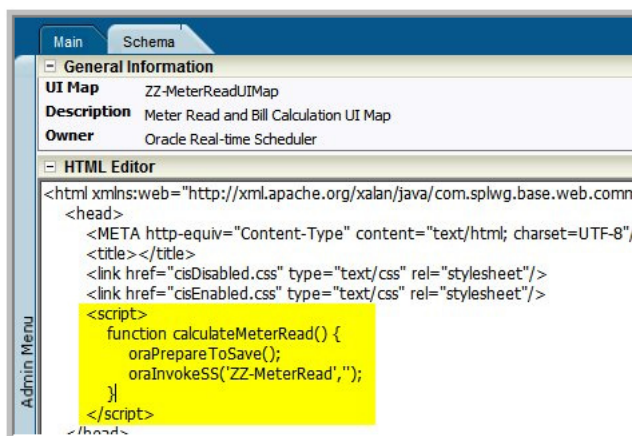 Main Schema
General Information
UI Map ZZ-MeterReadUIMap
Description Meter Read and Bill Calculation UI Map
Owner Oracle Real-time Scheduler
HTML Editor
<html xmlns:web="http://xml.apache.org/xalan/java/com.splwg.base.web.comm
<head>
<META http-equiv="Content-Type" content="text/html; charset=UTF-8"/
<title></title>
<link href="cisDisabled.css" type="text/css" rel="stylesheet"/>
<link href="cisEnabled.css" type="text/css" rel="stylesheet"/>
<script>
function calculateMeterRead() {
oraPrepareToSave();
oraInvokeSS('ZZ-MeterRead','');
}
</script>
</head>
Admin Menu